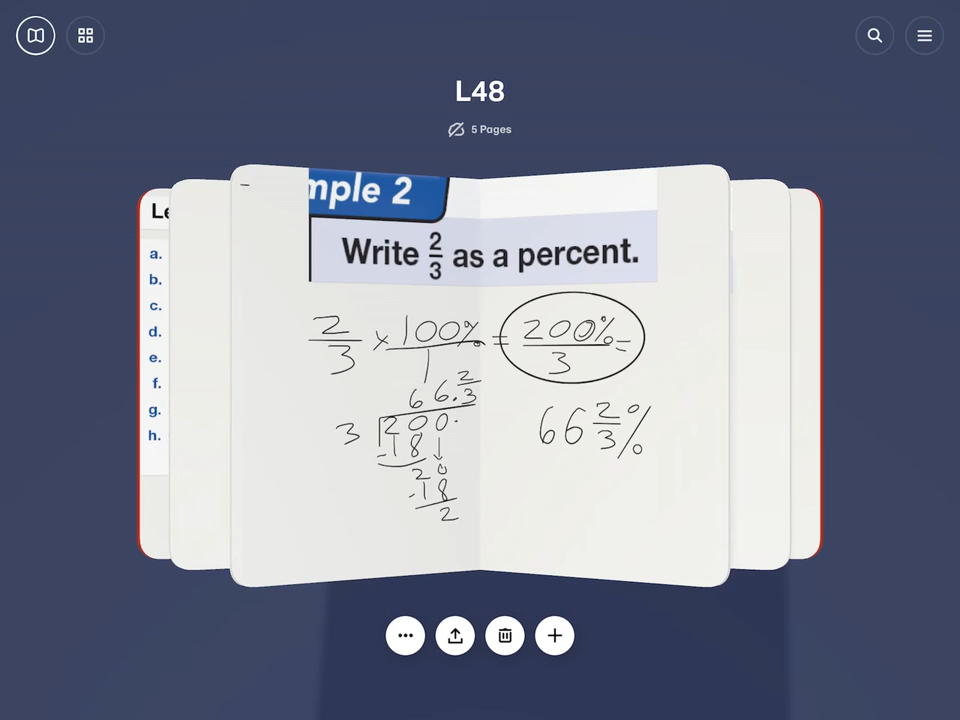 L48
5 Pages
Le
a.
b.
c.
d.
e.
f.
g.
h.
mple 2
Write 2/3 as a percent.
2/3 x 100%/1 = 200%/3 =
66.2/3
3 200.
-18
20
-18
2
66 2/3%